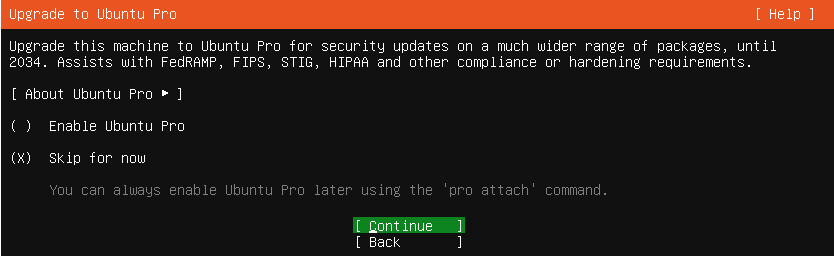 Upgrade to Ubuntu Pro [ Help ]
Upgrade this machine to Ubuntu Pro for security updates on a much wider range of packages, until
2034. Assists with FedRAMP, FIPS, STIG, HIPAA and other compliance or hardening requirements.
[ About Ubuntu Pro ▸ ]
( ) Enable Ubuntu Pro
(X) Skip for now
You can always enable Ubuntu Pro later using the 'pro attach' command.
[ Continue ]
[ Back ]